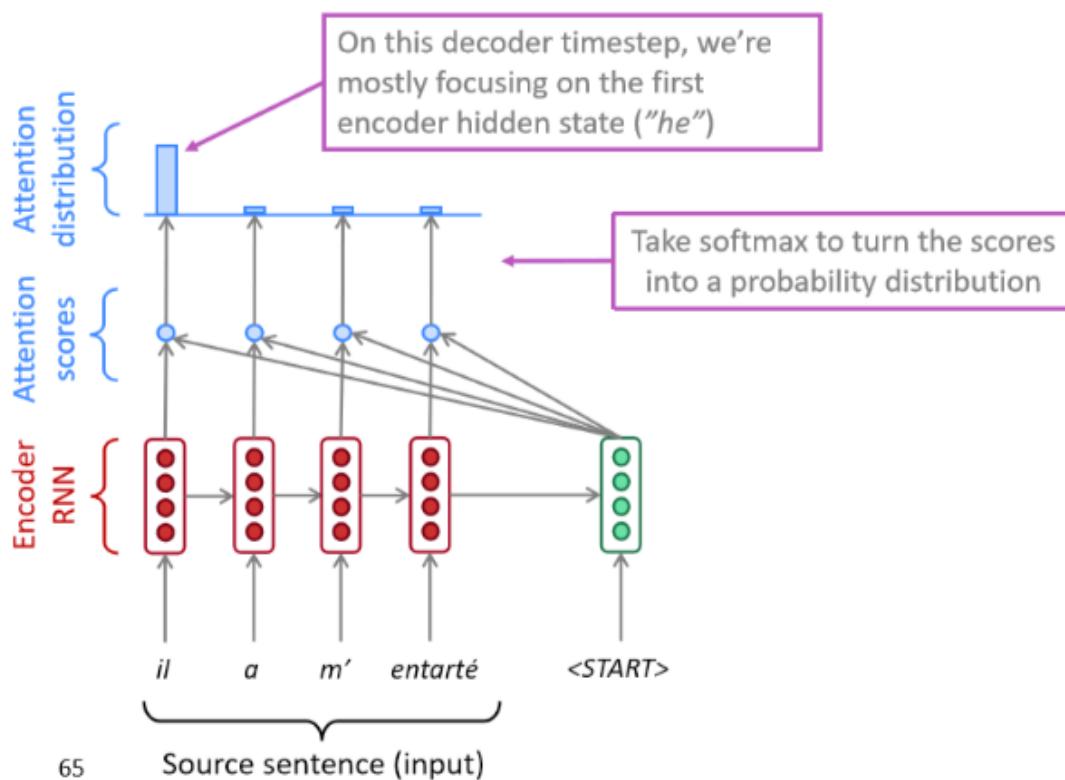 On this decoder timestep, we're
mostly focusing on the first
encoder hidden state ("he")
Attention
distribution
Take softmax to turn the scores
into a probability distribution
Attention
scores
Encoder
RNN
il
a
m'
entarté
<START>
Source sentence (input)
65